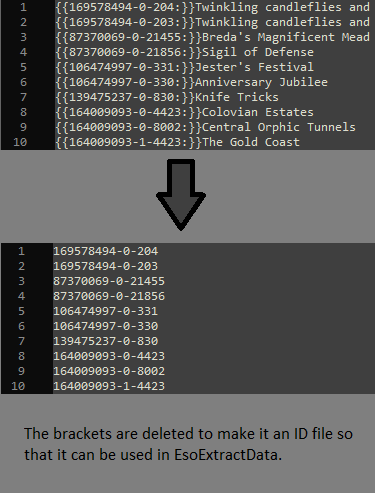 1 {{169578494-0-204:}}Twinkling candleflies and
2 {{169578494-0-203:}}Twinkling candleflies and
3 {{87370069-0-21455:}}Breda's Magnificent Mead
4 {{87370069-0-21856:}}Sigil of Defense
5 {{106474997-0-331:}}Jester's Festival
6 {{106474997-0-330:}}Anniversary Jubilee
7 {{139475237-0-830:}}Knife Tricks
8 {{164009093-0-4423:}}Colovian Estates
9 {{164009093-0-8002:}}Central Orphic Tunnels
10 {{164009093-1-4423:}}The Gold Coast
1 169578494-0-204
2 169578494-0-203
3 87370069-0-21455
4 87370069-0-21856
5 106474997-0-331
6 106474997-0-330
7 139475237-0-830
8 164009093-0-4423
9 164009093-0-8002
10 164009093-1-4423
The brackets are deleted to make it an ID file so
that it can be used in EsoExtractData.